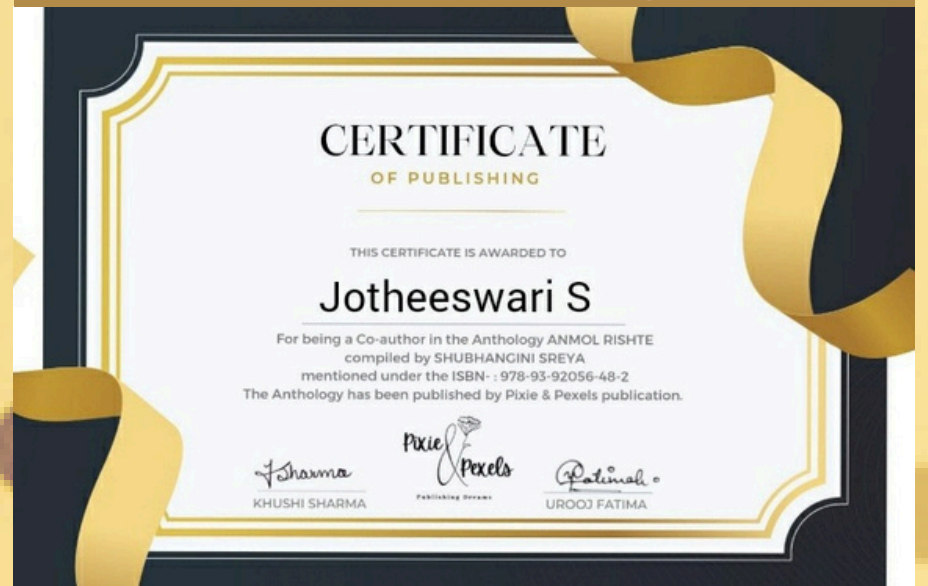 CERTIFICATE
OF PUBLISHING
THIS CERTIFICATE IS AWARDED TO
Jotheeswari S
For being a Co-author in the Anthology ANMOL RISHTE
compiled by SHUBHANGINI SREYA
mentioned under the ISBN- : 978-93-92056-48-2
The Anthology has been published by Pixie & Pexels publication.
Pixie &
Pexels
Publishing Dreams
KSharma
Fatimah
KHUSHI SHARMA
UROOJ FATIMA